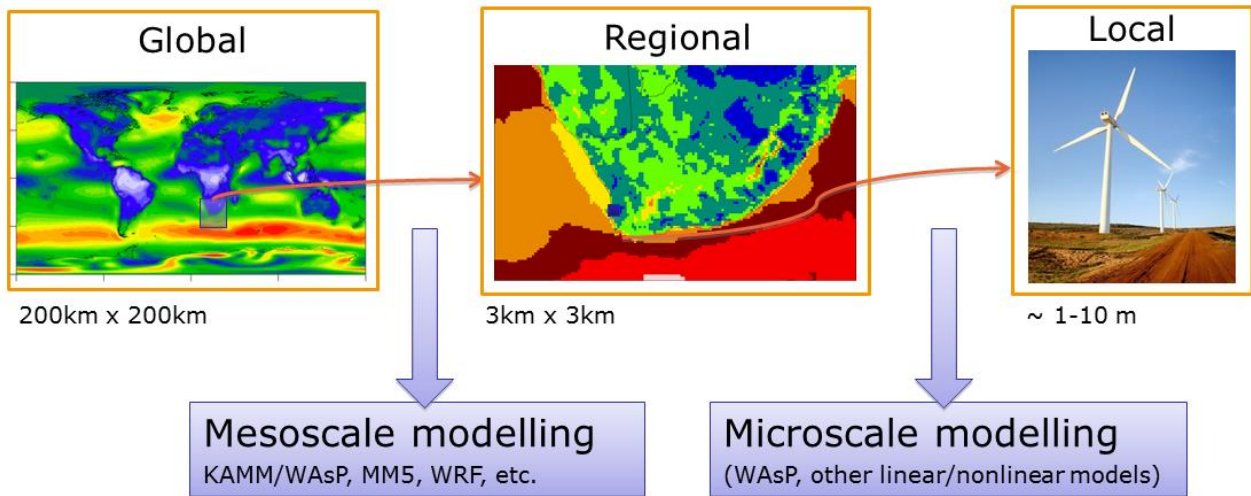 Global
Regional
Local
200km x 200km
3km x 3km
~ 1-10 m
Mesoscale modelling
KAMM/WAsP, MM5, WRF, etc.
Microscale modelling
(WAsP, other linear/nonlinear models)